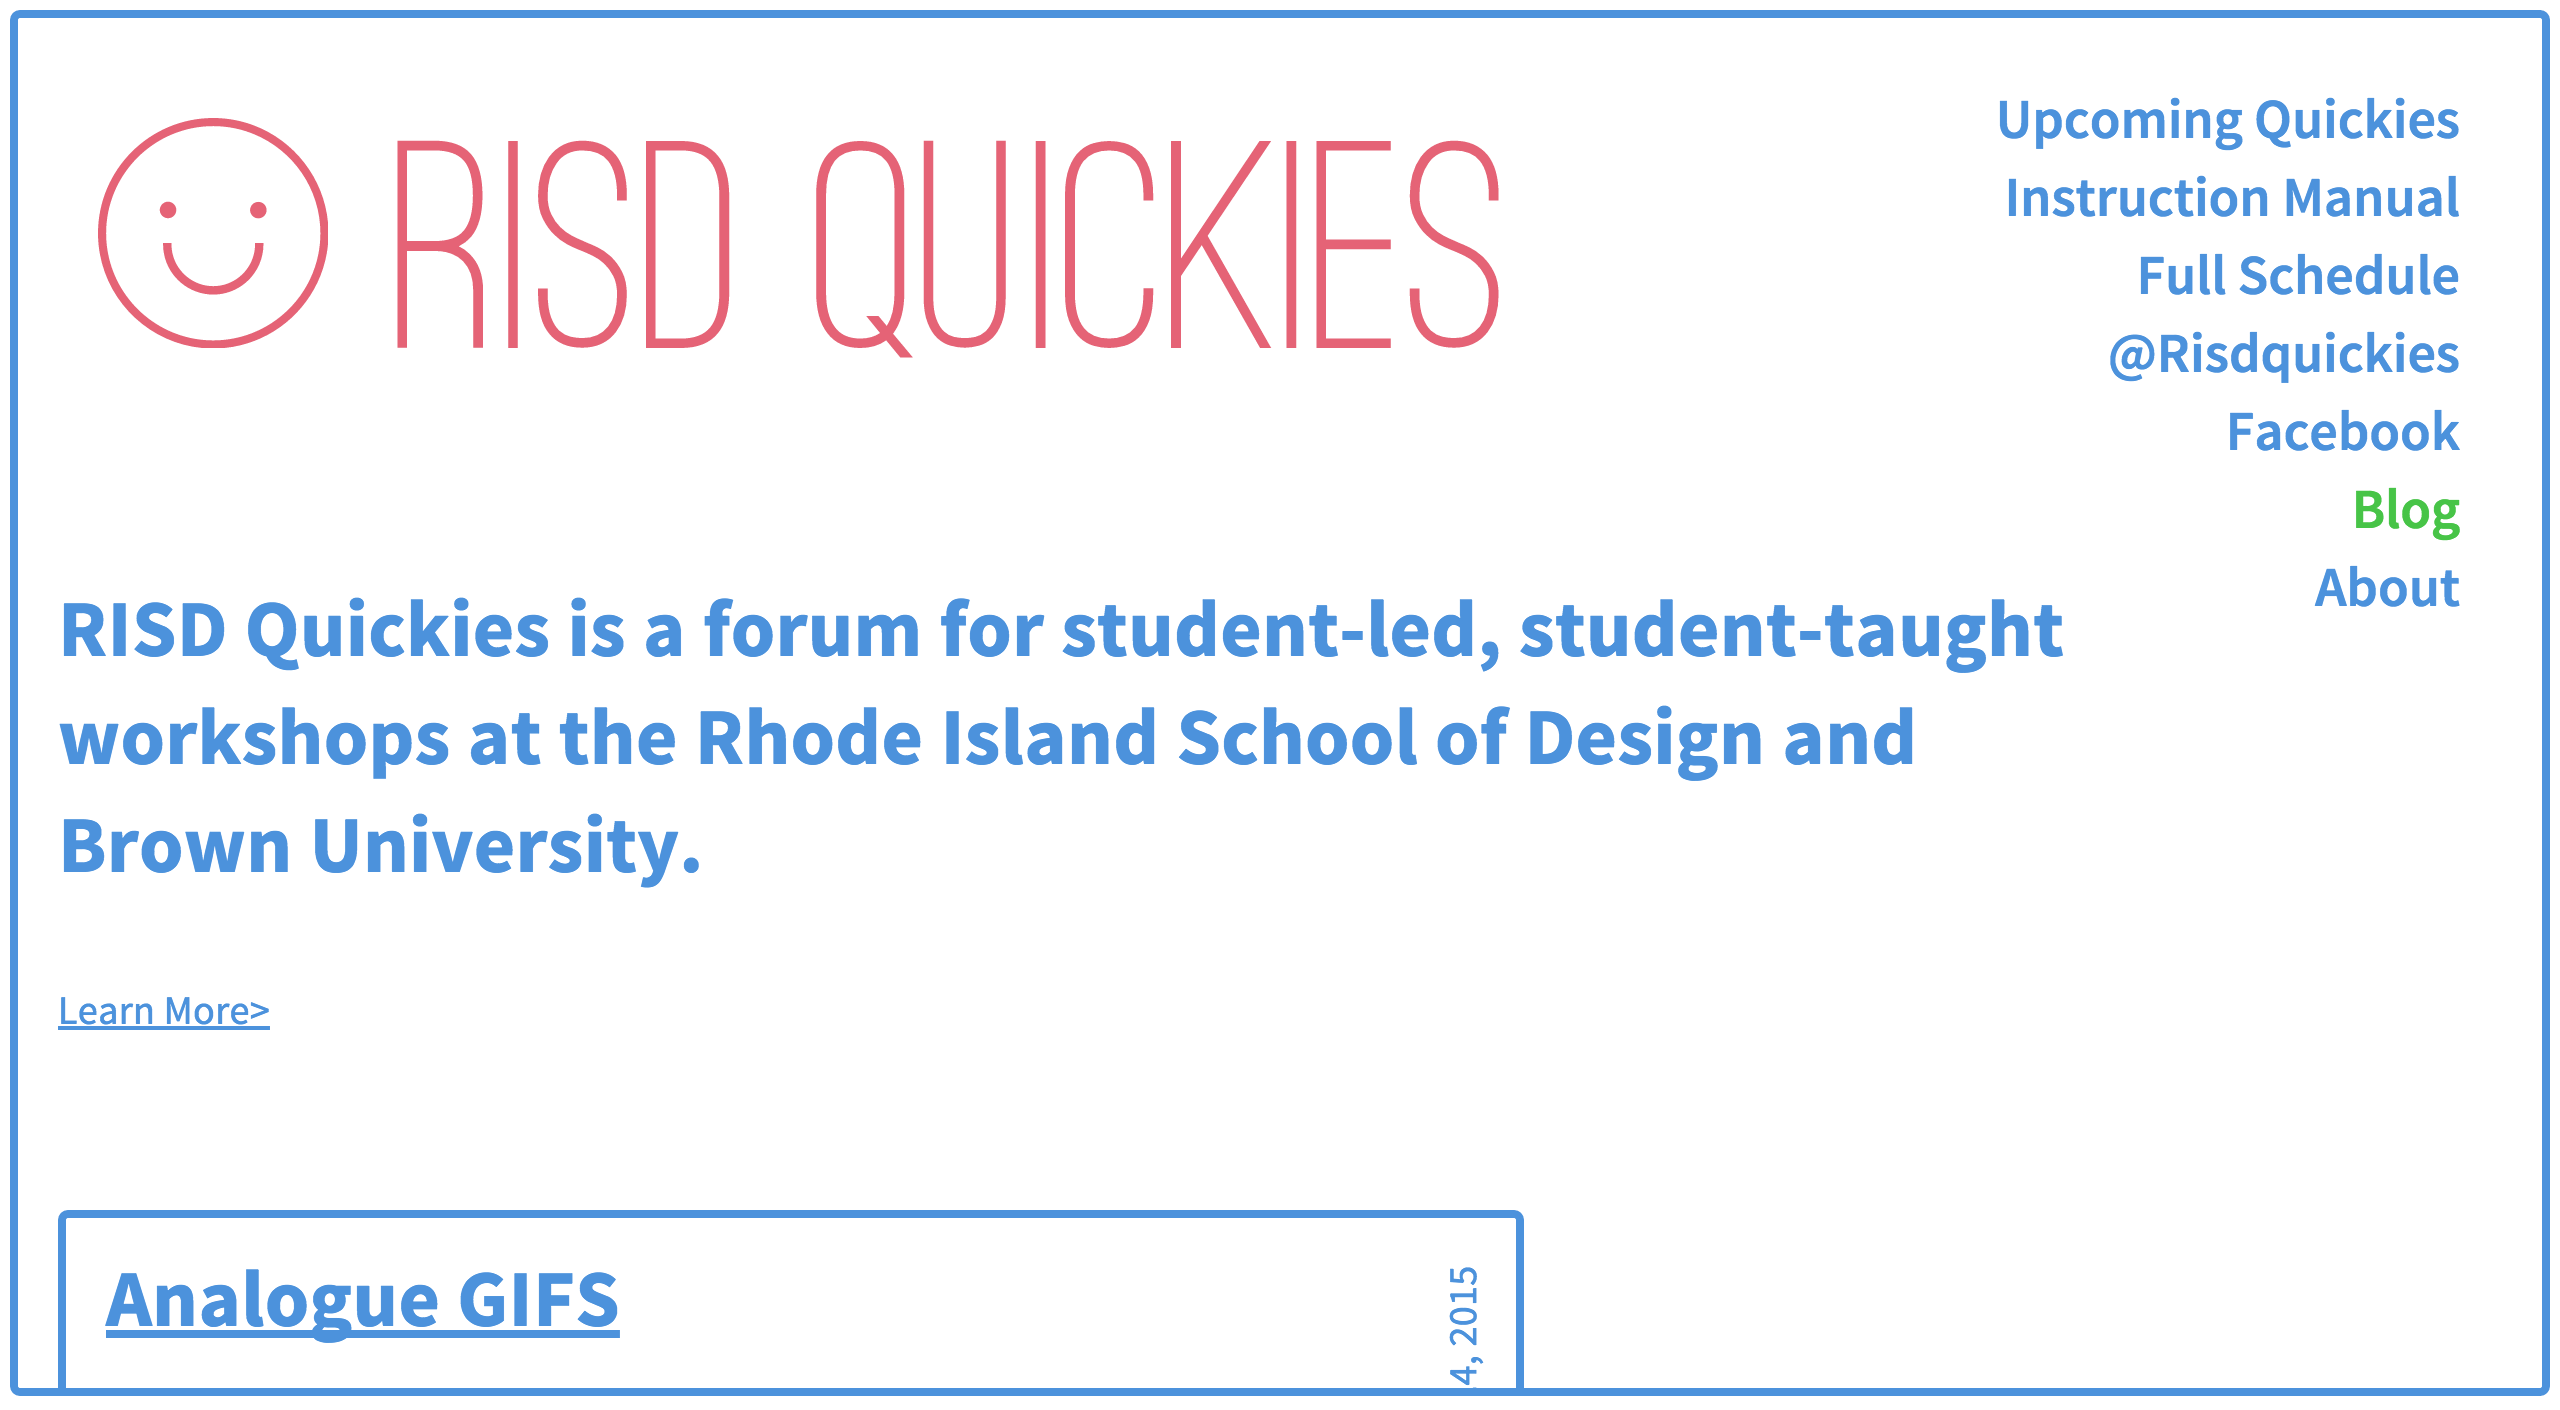 RISD QUICKIES
Upcoming Quickies
Instruction Manual
Full Schedule
@Risdquickies
Facebook
Blog
About
RISD Quickies is a forum for student-led, student-taught
workshops at the Rhode Island School of Design and
Brown University.
Learn More>
Analogue GIFS
4, 2015